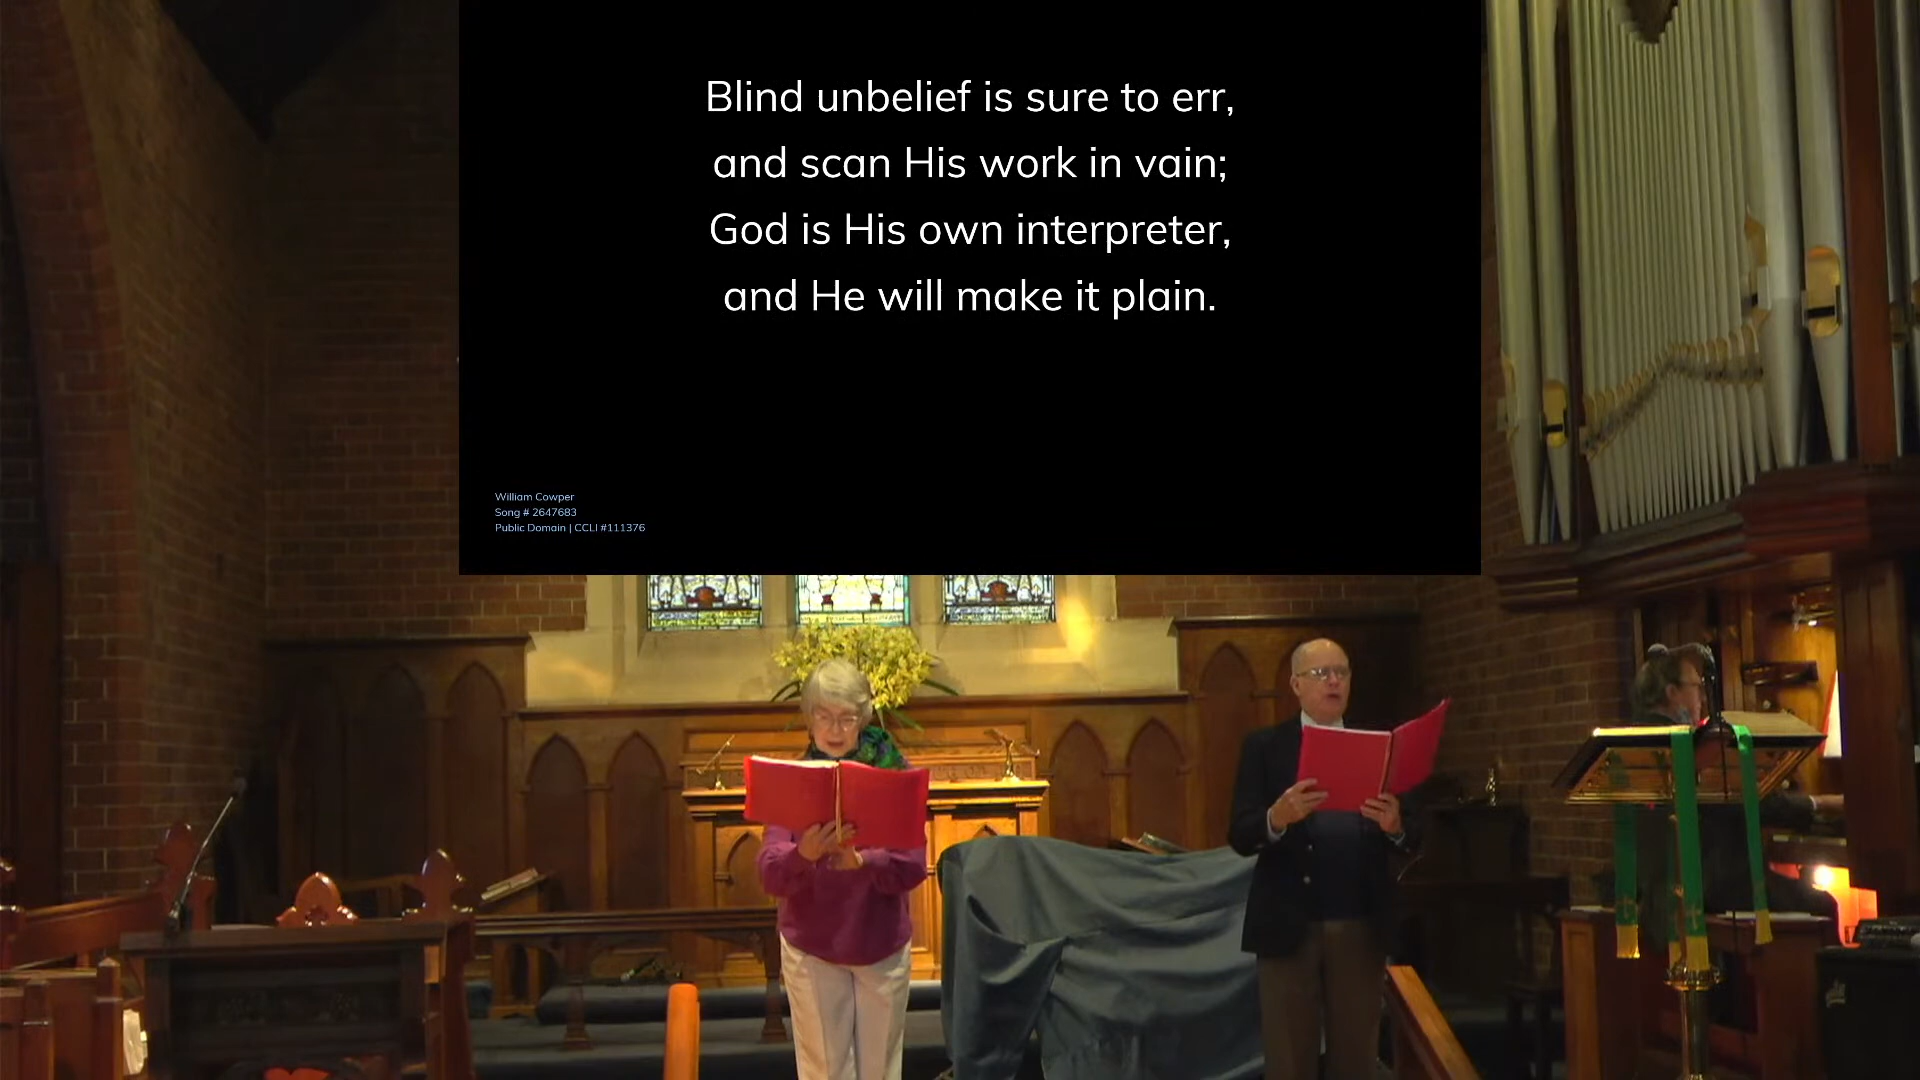 Blind unbelief is sure to err,
and scan His work in vain;
God is His own interpreter,
and He will make it plain.
William Cowper
Song # 2647683
Public Domain | CCLI #111376